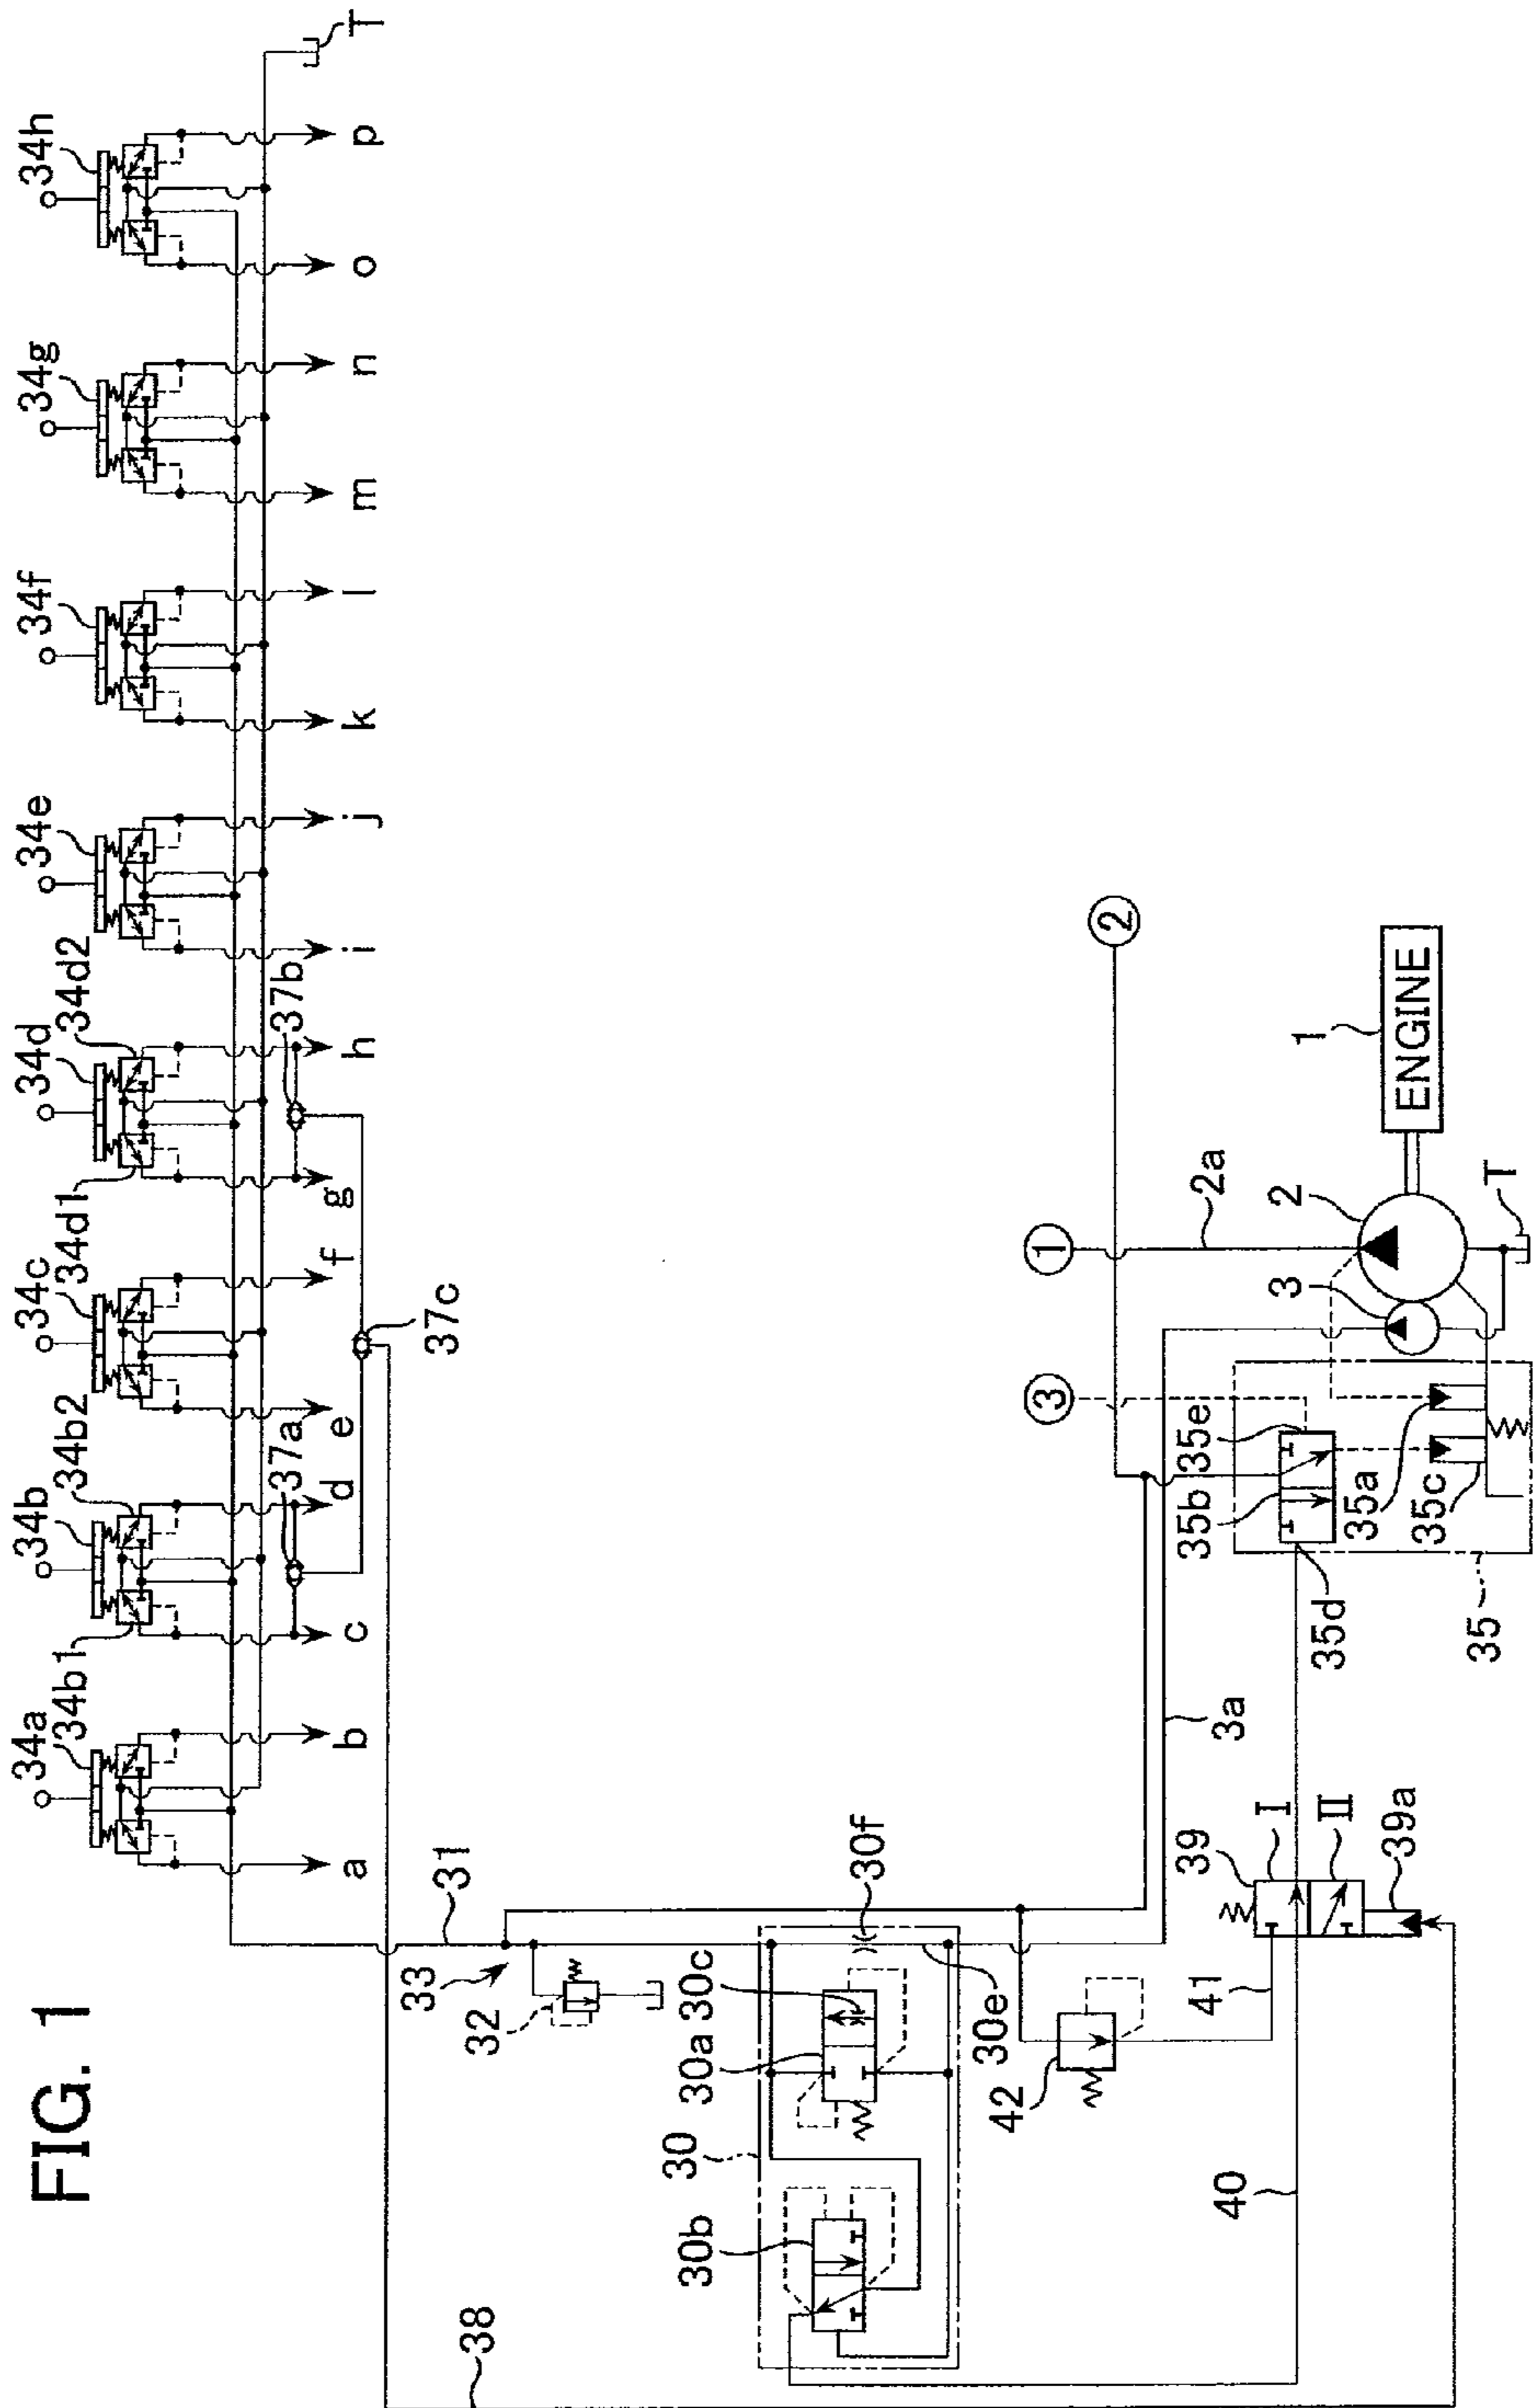 FIG. 1
34a
34b1
34b
34b2
34c
34d1
34d
34d2
34e
34f
34g
34h
T
a
b
c
d
e
f
g
h
i
j
k
l
m
n
o
p
37a
37b
37c
38
31
33
32
30
30a
30b
30c
30e
30f
42
41
40
39
I
II
39a
3a
35
35a
35b
35c
35d
35e
1
2
3
2a
2
3
T
1
ENGINE